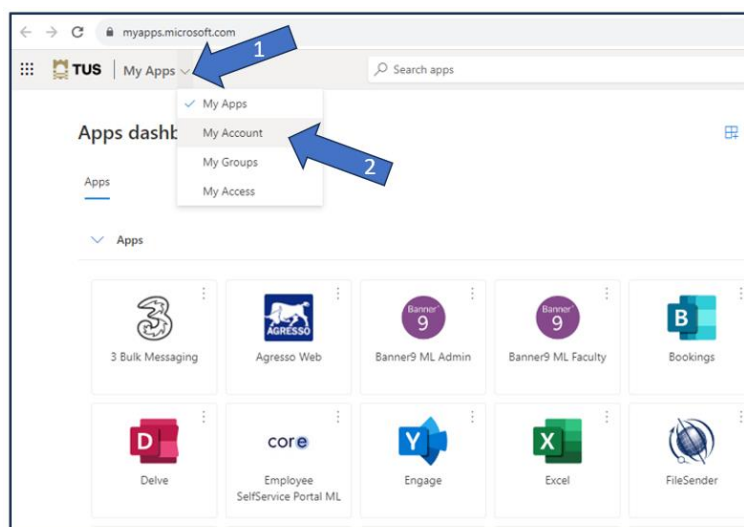 myapps.microsoft.com
1
TUS My Apps
Search apps
My Apps
Apps dashb
My Account
2
My Groups
Apps
My Access
Apps
3
AGRESSO
Banner
9
Banner
9
B
3 Bulk Messaging
Agresso Web
Banner9 ML Admin
Banner9 ML Faculty
Bookings
D
core
Y
X
Delve
Employee
SelfService Portal ML
Engage
Excel
FileSender